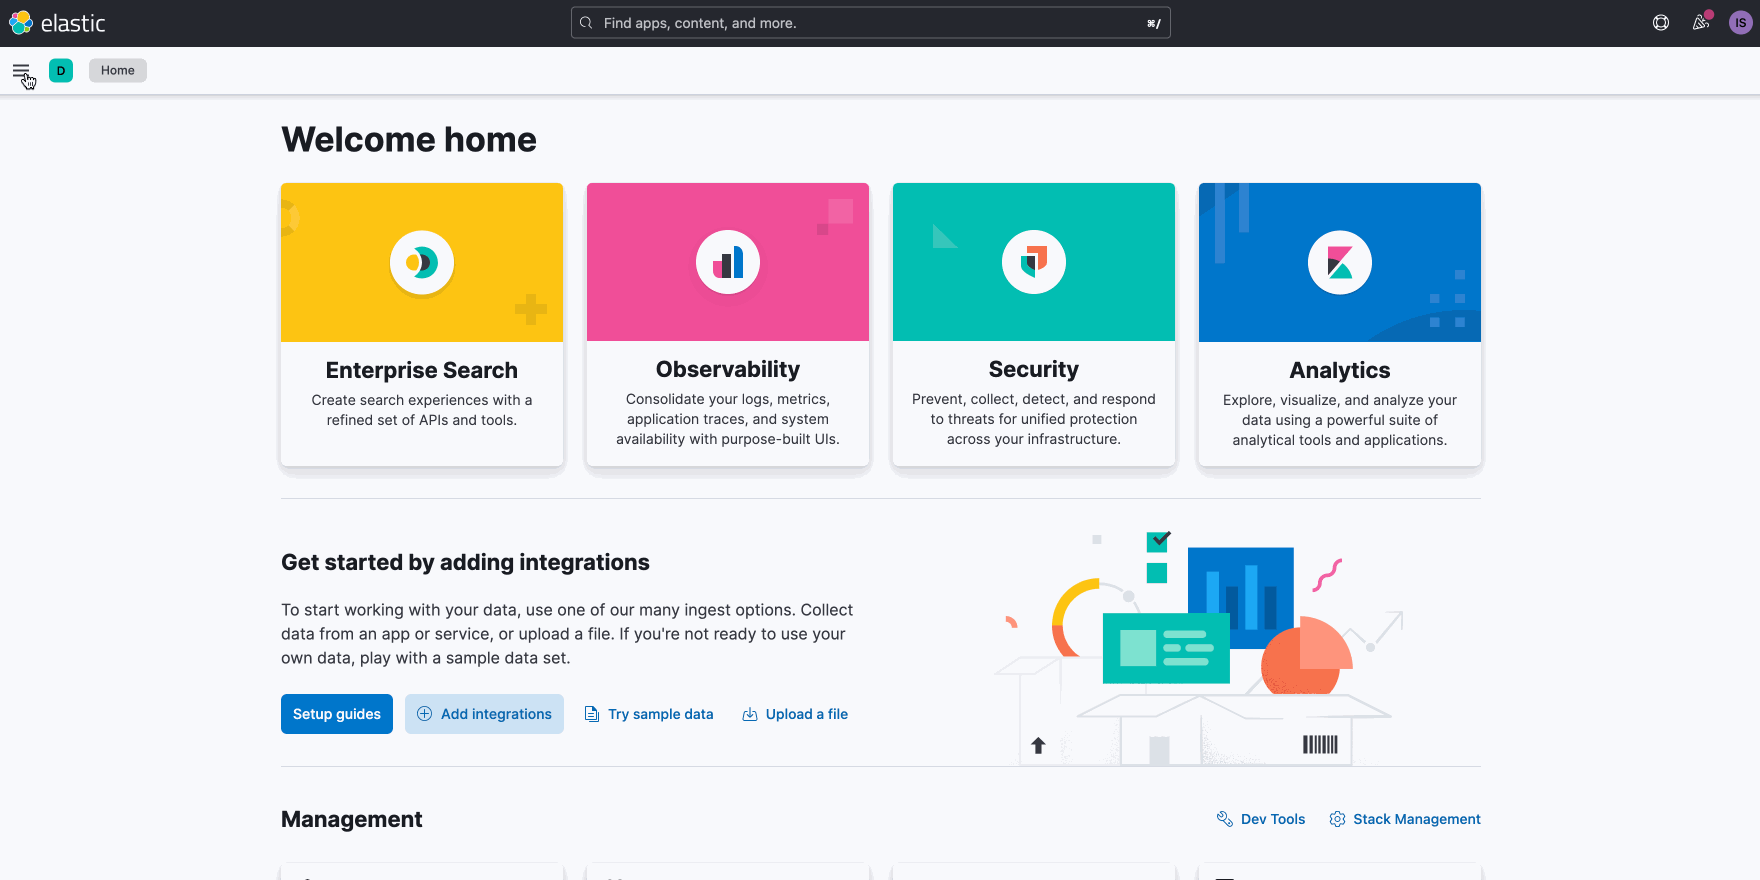 elastic
Find apps, content, and more.
⌘/
IS
D
Home
Welcome home
Enterprise Search
Create search experiences with a
refined set of APIs and tools.
Observability
Consolidate your logs, metrics,
application traces, and system
availability with purpose-built UIs.
Security
Prevent, collect, detect, and respond
to threats for unified protection
across your infrastructure.
Analytics
Explore, visualize, and analyze your
data using a powerful suite of
analytical tools and applications.
Get started by adding integrations
To start working with your data, use one of our many ingest options. Collect
data from an app or service, or upload a file. If you're not ready to use your
own data, play with a sample data set.
Setup guides
Add integrations
Try sample data
Upload a file
Management
Dev Tools
Stack Management